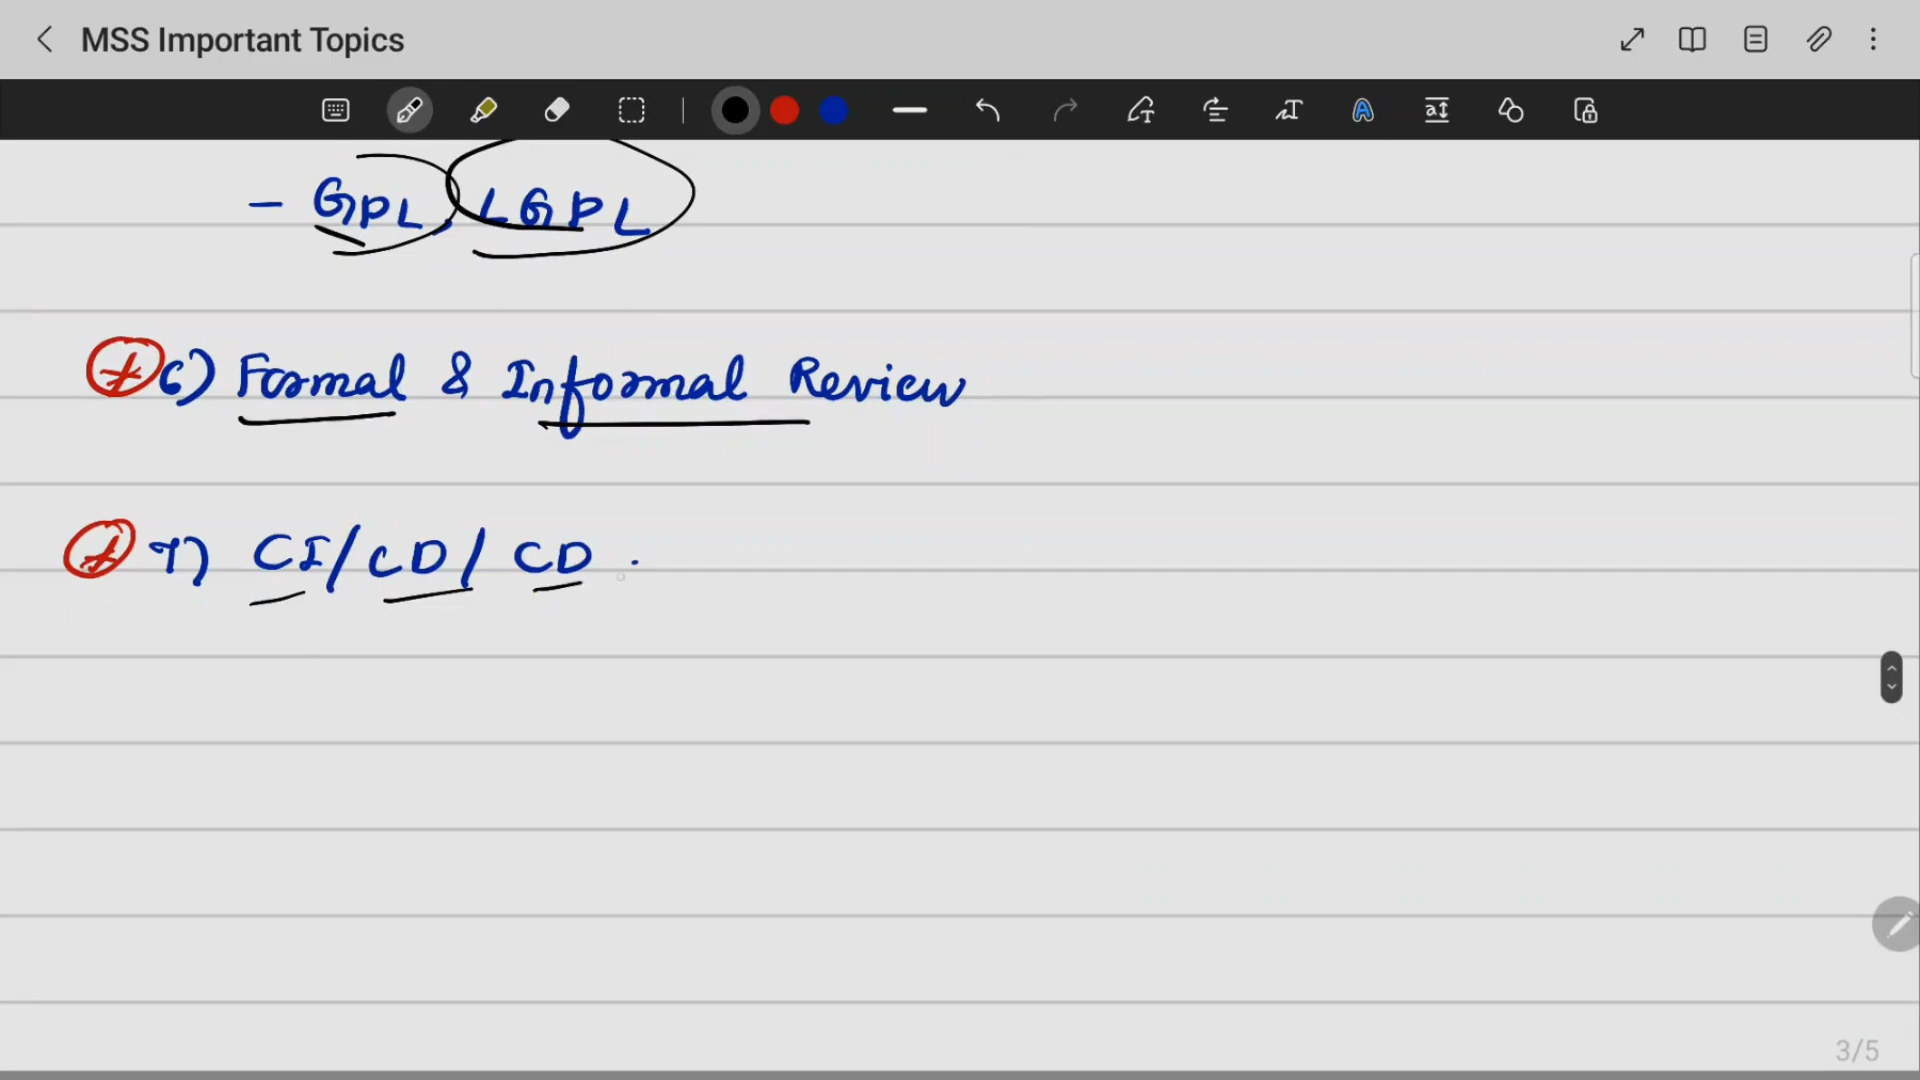 MSS Important Topics
- GPL, LGPL
* 6) Formal & Informal Review
* 7) CI/CD/ CD .
3/5